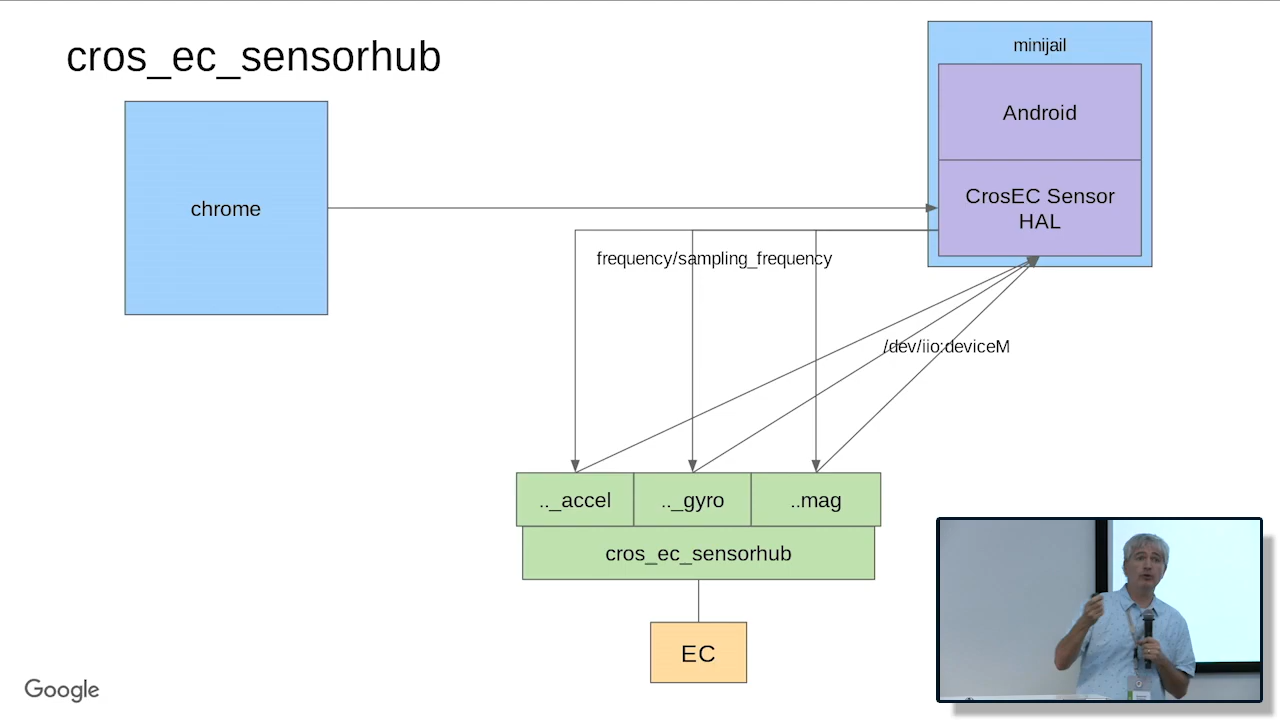 cros_ec_sensorhub
minijail
Android
CrosEC Sensor
HAL
chrome
frequency/sampling_frequency
/dev/iio:deviceM
.._accel
.._gyro
..mag
cros_ec_sensorhub
EC
Google